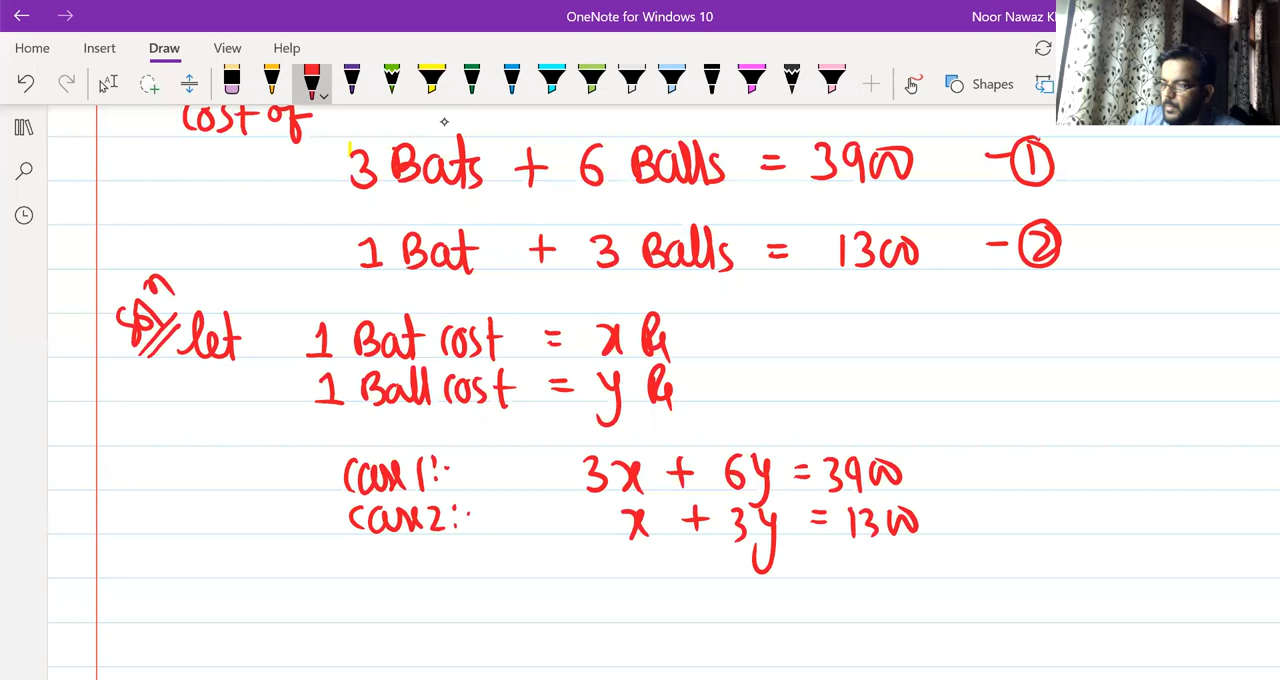 OneNote for Windows 10
Noor Nawaz Kh
Home Insert Draw View Help
Shapes
Cost of
3 Bats + 6 Balls = 3900 -①
1 Bat + 3 Balls = 1300 -②
Solⁿ let 1 Bat cost = x Rs
1 Ball cost = y Rs
Case 1:- 3x + 6y = 3900
Case 2:- x + 3y = 1300